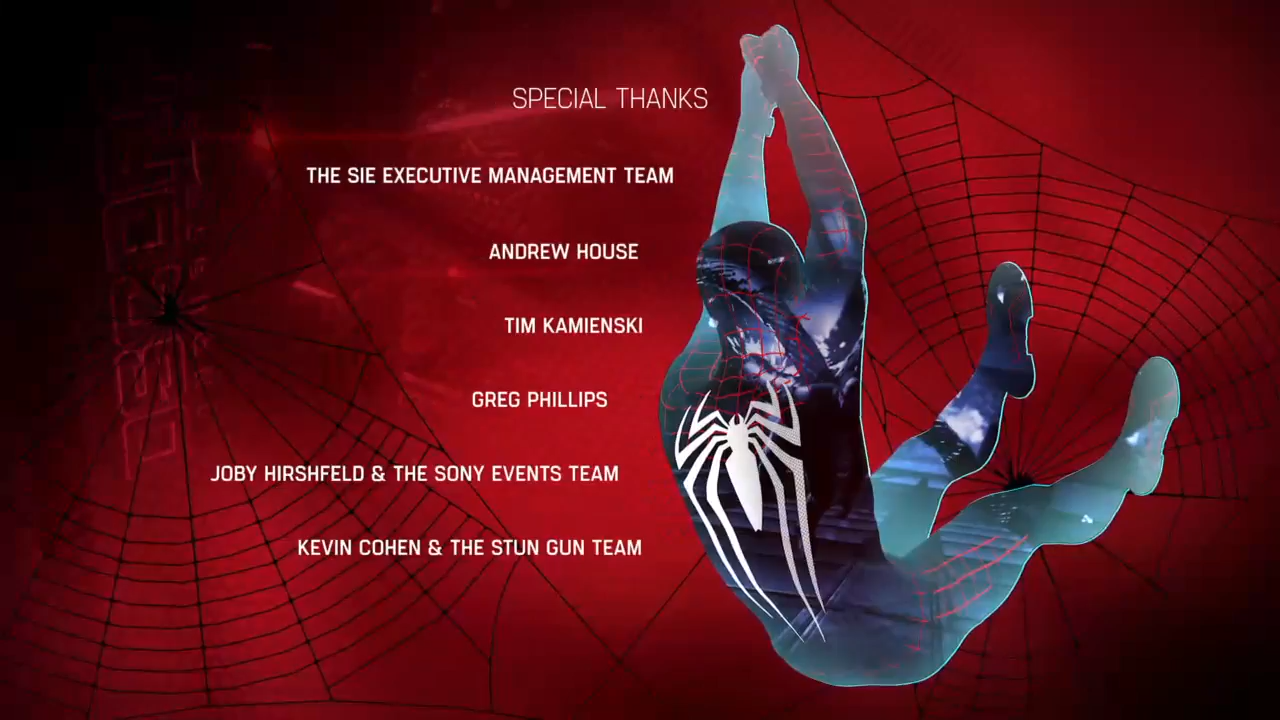 SPECIAL THANKS
THE SIE EXECUTIVE MANAGEMENT TEAM
ANDREW HOUSE
TIM KAMIENSKI
GREG PHILLIPS
JOBY HIRSHFELD & THE SONY EVENTS TEAM
KEVIN COHEN & THE STUN GUN TEAM